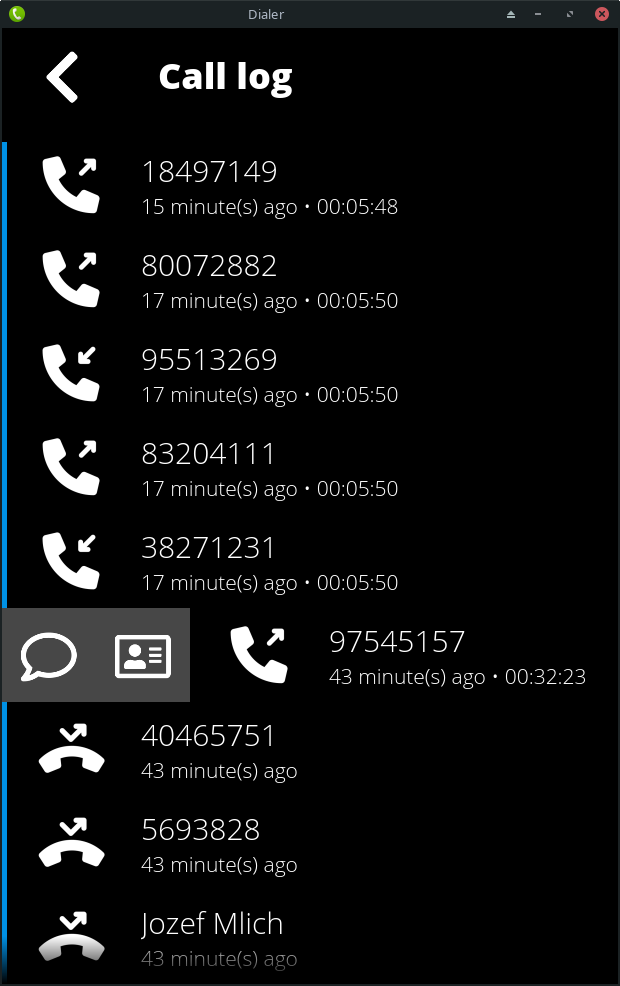 Dialer
Call log
18497149
15 minute(s) ago • 00:05:48
80072882
17 minute(s) ago • 00:05:50
95513269
17 minute(s) ago • 00:05:50
83204111
17 minute(s) ago • 00:05:50
38271231
17 minute(s) ago • 00:05:50
97545157
43 minute(s) ago • 00:32:23
40465751
43 minute(s) ago
5693828
43 minute(s) ago
Jozef Mlich
43 minute(s) ago